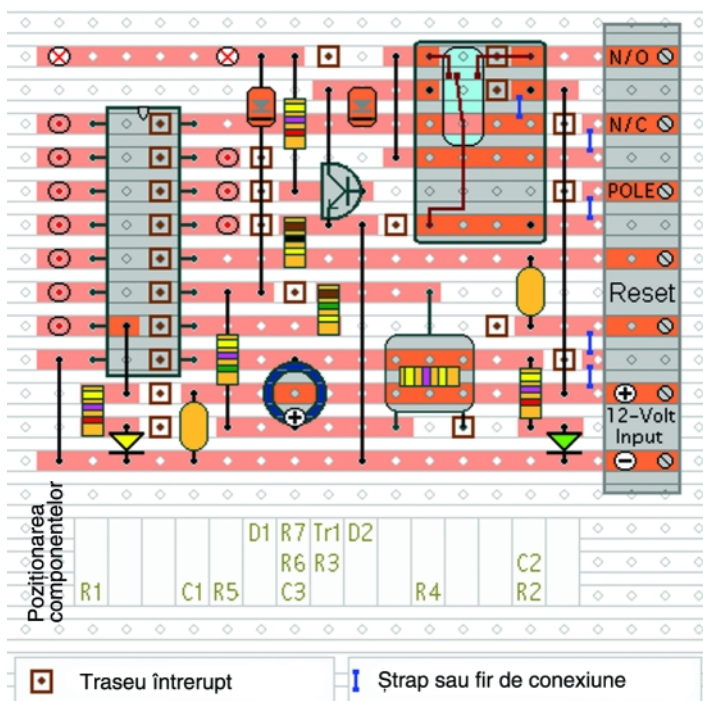 N/O
N/C
POLE
Reset
12-Volt
Input
Poziționarea
componentelor
D1 R7 Tr1 D2
R6 R3 C2
R1 C1 R5 C3 R4 R2
Traseu întrerupt
Ștrap sau fir de conexiune